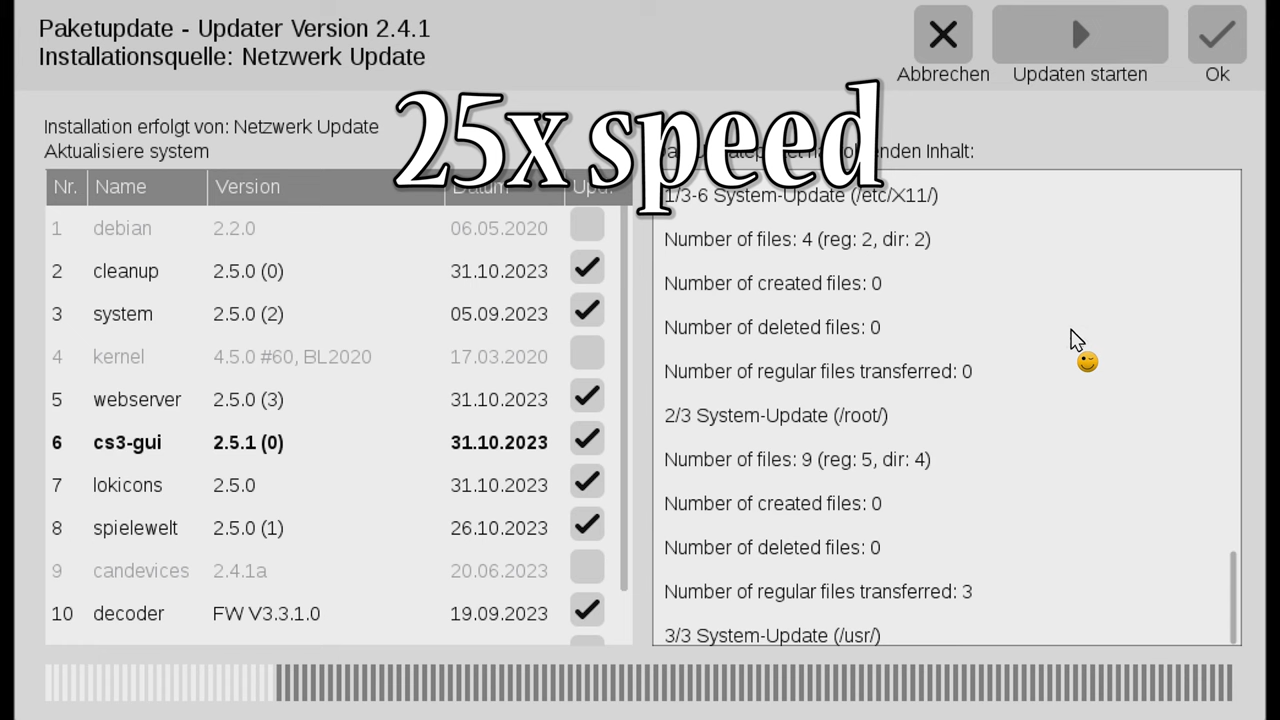 Paketupdate - Updater Version 2.4.1
Installationsquelle: Netzwerk Update
Abbrechen
Updaten starten
Ok
25x speed
Installation erfolgt von: Netzwerk Update
Aktualisiere system
Nr. Name Version Datum Upd.
1 debian 2.2.0 06.05.2020
2 cleanup 2.5.0 (0) 31.10.2023
3 system 2.5.0 (2) 05.09.2023
4 kernel 4.5.0 #60, BL2020 17.03.2020
5 webserver 2.5.0 (3) 31.10.2023
6 cs3-gui 2.5.1 (0) 31.10.2023
7 lokicons 2.5.0 31.10.2023
8 spielewelt 2.5.0 (1) 26.10.2023
9 candevices 2.4.1a 20.06.2023
10 decoder FW V3.3.1.0 19.09.2023
Inhalt:
1/3-6 System-Update (/etc/X11/)
Number of files: 4 (reg: 2, dir: 2)
Number of created files: 0
Number of deleted files: 0
Number of regular files transferred: 0
2/3 System-Update (/root/)
Number of files: 9 (reg: 5, dir: 4)
Number of created files: 0
Number of deleted files: 0
Number of regular files transferred: 3
3/3 System-Update (/usr/)